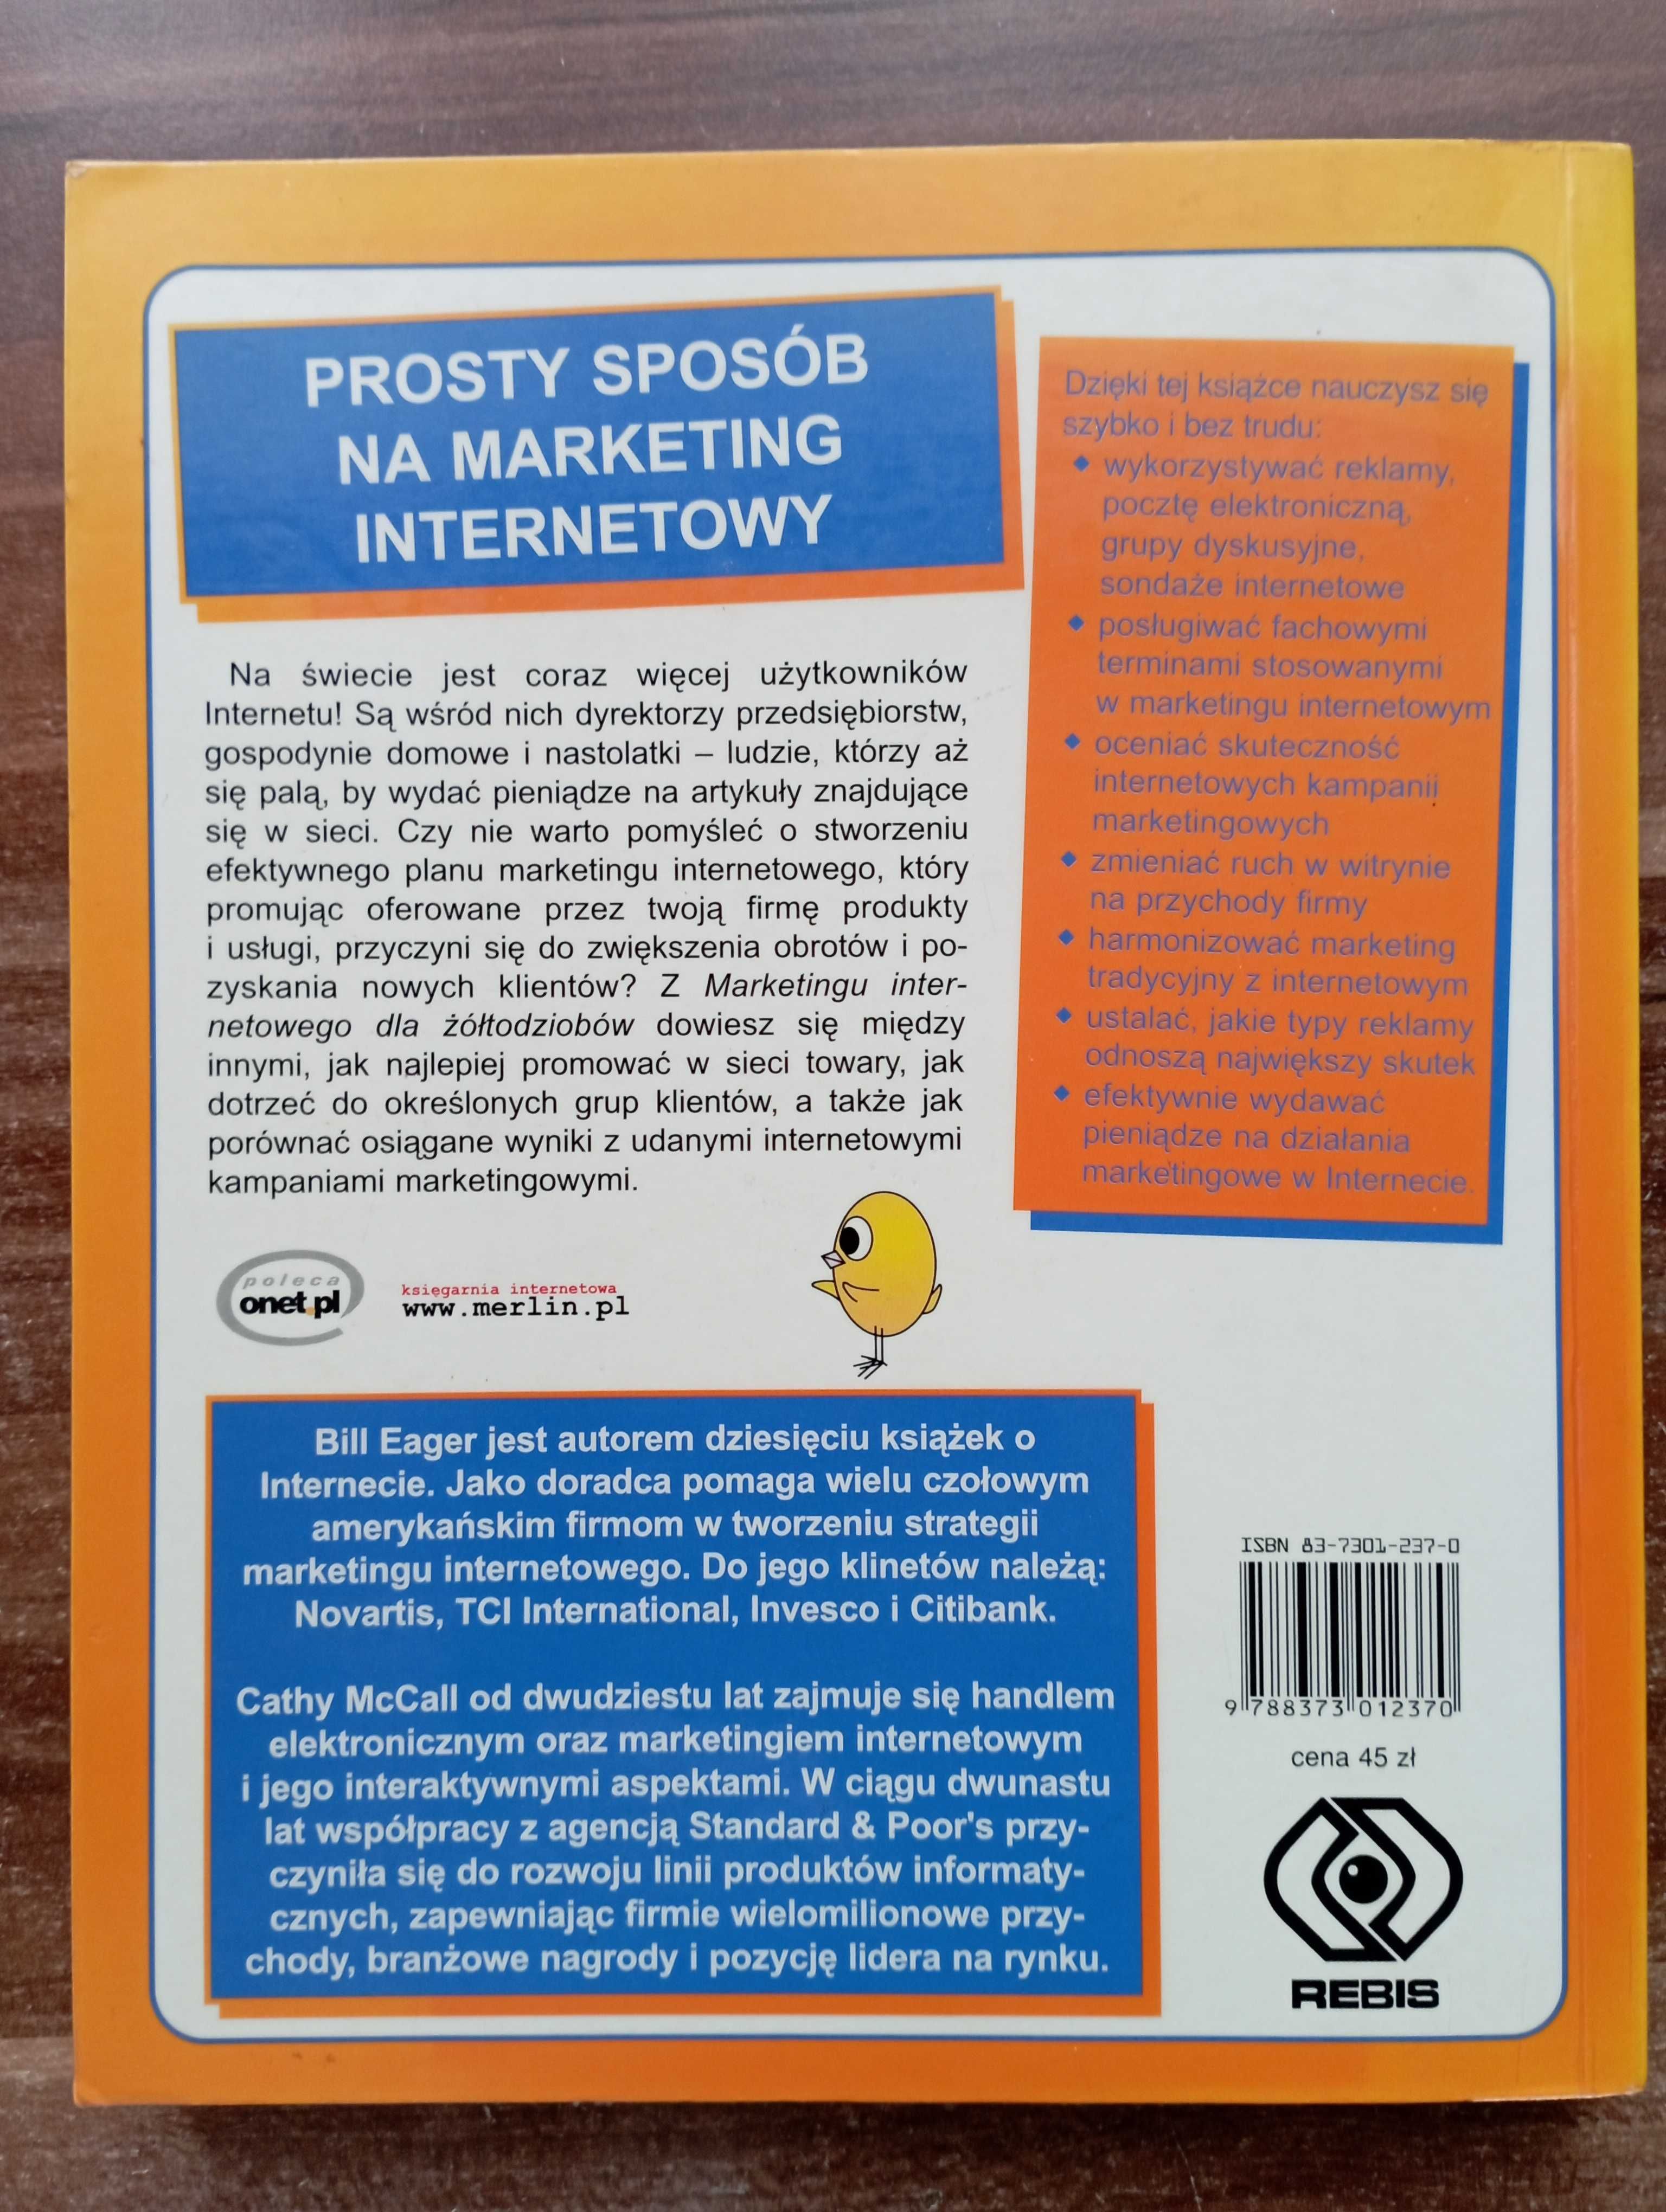 PROSTY SPOSÓB
NA MARKETING
INTERNETOWY
Na świecie jest coraz więcej użytkowników
Internetu! Są wśród nich dyrektorzy przedsiębiorstw,
gospodynie domowe i nastolatki – ludzie, którzy aż
się palą, by wydać pieniądze na artykuły znajdujące
się w sieci. Czy nie warto pomyśleć o stworzeniu
efektywnego planu marketingu internetowego, który
promując oferowane przez twoją firmę produkty
i usługi, przyczyni się do zwiększenia obrotów i po-
zyskania nowych klientów? Z Marketingu inter-
netowego dla żółtodziobów dowiesz się między
innymi, jak najlepiej promować w sieci towary, jak
dotrzeć do określonych grup klientów, a także jak
porównać osiągane wyniki z udanymi internetowymi
kampaniami marketingowymi.
Dzięki tej książce nauczysz się
szybko i bez trudu:
◆ wykorzystywać reklamy,
pocztę elektroniczną,
grupy dyskusyjne,
sondaże internetowe
◆ posługiwać fachowymi
terminami stosowanymi
w marketingu internetowym
◆ oceniać skuteczność
internetowych kampanii
marketingowych
◆ zmieniać ruch w witrynie
na przychody firmy
◆ harmonizować marketing
tradycyjny z internetowym
◆ ustalać, jakie typy reklamy
odnoszą największy skutek
◆ efektywnie wydawać
pieniądze na działania
marketingowe w Internecie.
poleca
onet.pl
księgarnia internetowa
www.merlin.pl
Bill Eager jest autorem dziesięciu książek o
Internecie. Jako doradca pomaga wielu czołowym
amerykańskim firmom w tworzeniu strategii
marketingu internetowego. Do jego klinetów należą:
Novartis, TCI International, Invesco i Citibank.
Cathy McCall od dwudziestu lat zajmuje się handlem
elektronicznym oraz marketingiem internetowym
i jego interaktywnymi aspektami. W ciągu dwunastu
lat współpracy z agencją Standard & Poor's przy-
czyniła się do rozwoju linii produktów informaty-
cznych, zapewniając firmie wielomilionowe przy-
chody, branżowe nagrody i pozycję lidera na rynku.
ISBN 83-7301-237-0
9 788373 012370
cena 45 zł
REBIS